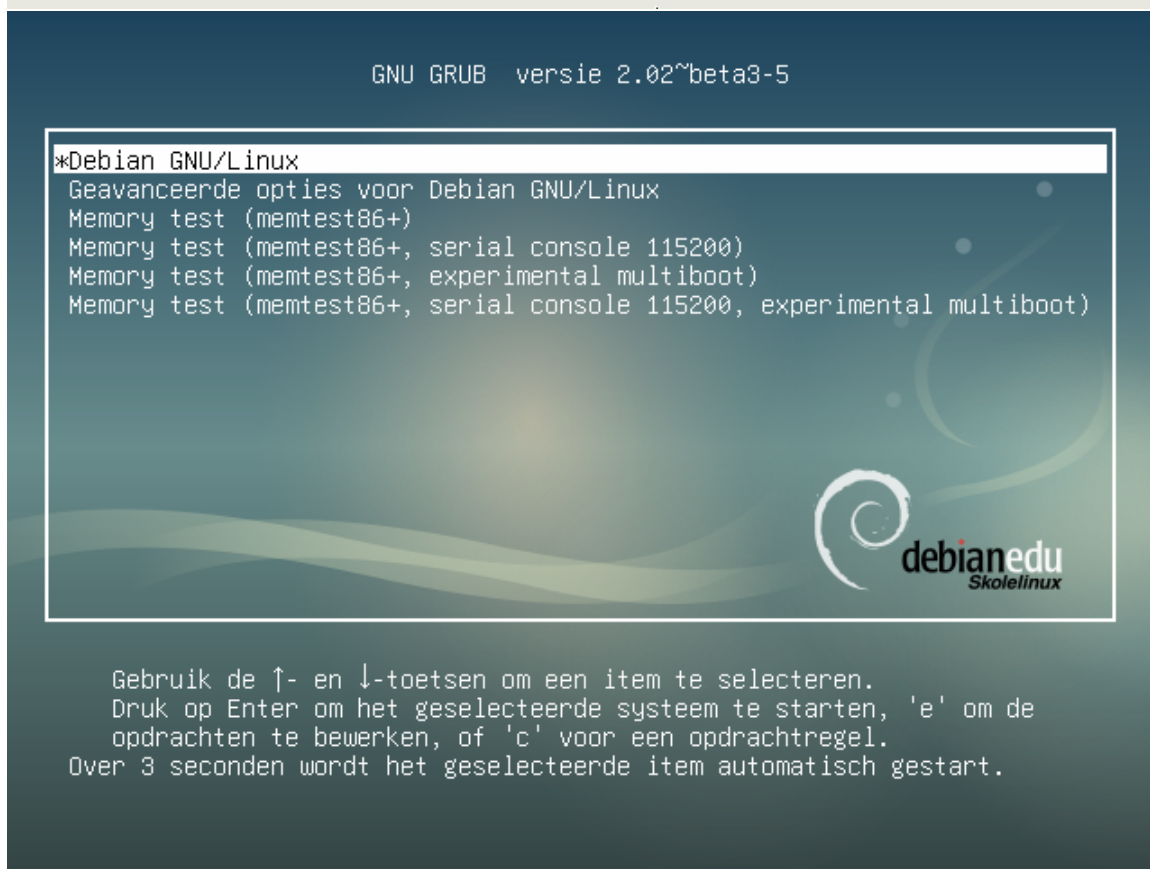 GNU GRUB versie 2.02~beta3-5
*Debian GNU/Linux
Geavanceerde opties voor Debian GNU/Linux
Memory test (memtest86+)
Memory test (memtest86+, serial console 115200)
Memory test (memtest86+, experimental multiboot)
Memory test (memtest86+, serial console 115200, experimental multiboot)
debianedu
Skolelinux
Gebruik de ↑- en ↓-toetsen om een item te selecteren.
Druk op Enter om het geselecteerde systeem te starten, 'e' om de
opdrachten te bewerken, of 'c' voor een opdrachtregel.
Over 3 seconden wordt het geselecteerde item automatisch gestart.